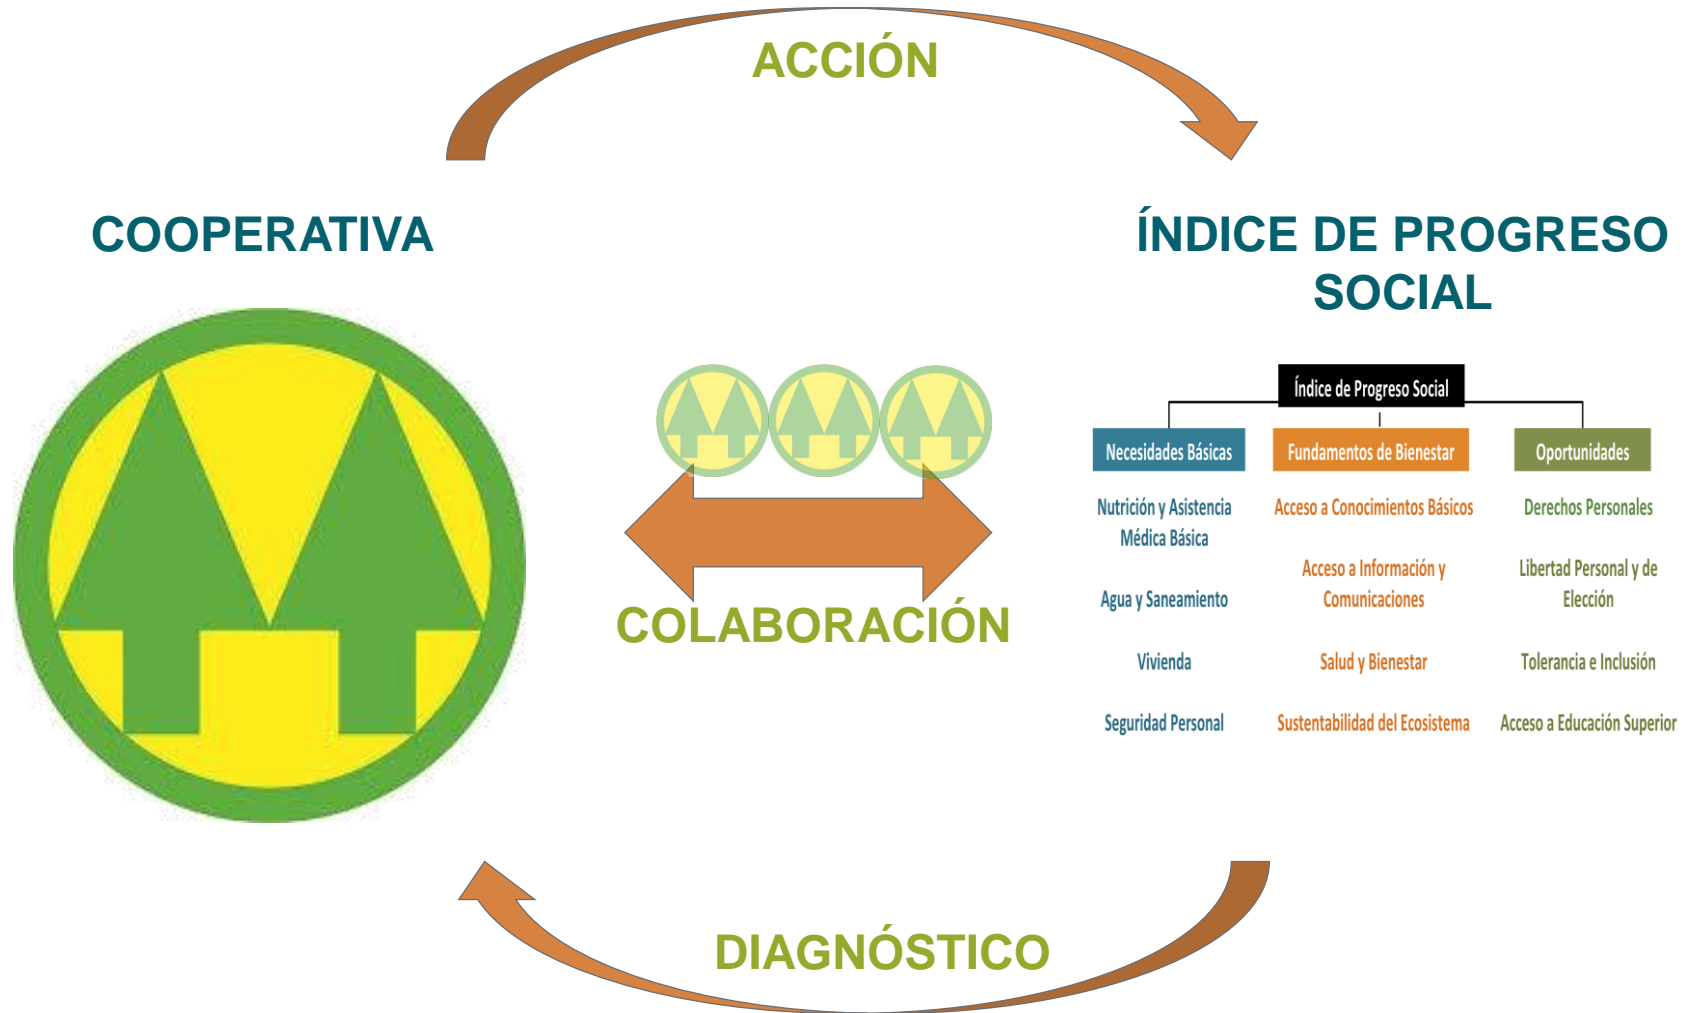 ACCIÓN
COOPERATIVA
ÍNDICE DE PROGRESO
SOCIAL
Índice de Progreso Social
Necesidades Básicas
Nutrición y Asistencia
Médica Básica
Agua y Saneamiento
Vivienda
Seguridad Personal
Fundamentos de Bienestar
Acceso a Conocimientos Básicos
Acceso a Información y
Comunicaciones
Salud y Bienestar
Sustentabilidad del Ecosistema
Oportunidades
Derechos Personales
Libertad Personal y de
Elección
Tolerancia e Inclusión
Acceso a Educación Superior
COLABORACIÓN
DIAGNÓSTICO